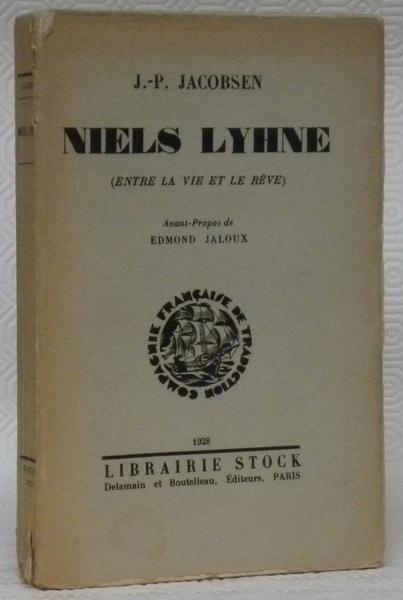 J.-P. JACOBSEN
NIELS LYHNE
(ENTRE LA VIE ET LE RÊVE)
Avant-Propos de
EDMOND JALOUX
COMPAGNIE FRANÇAISE DE TRADUCTION
1928
LIBRAIRIE STOCK
Delamain et Boutelleau, Éditeurs, PARIS